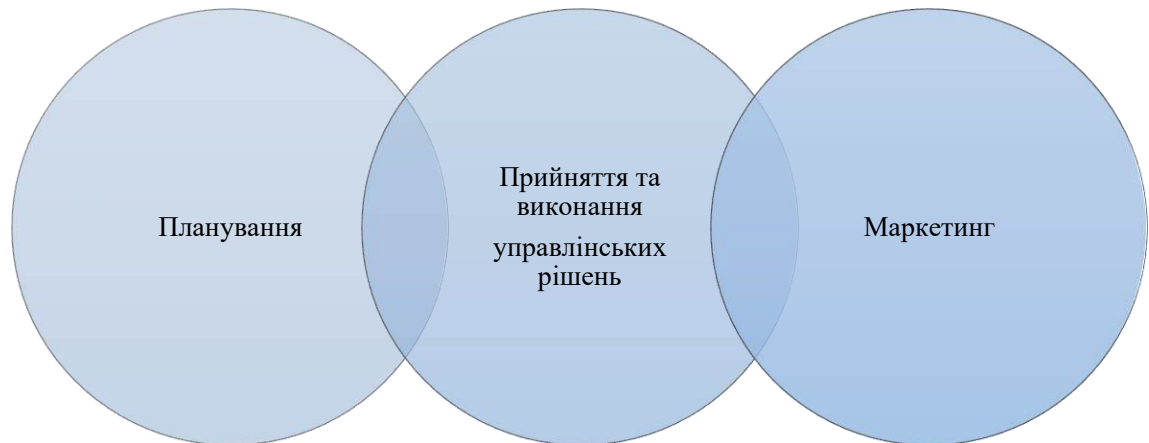 Планування
Прийняття та
виконання
управлінських
рішень
Маркетинг